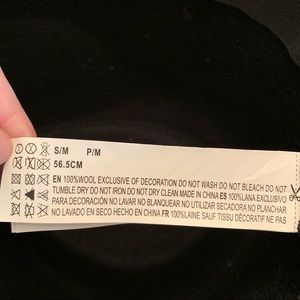 S/M P/M
56.5CM
EN 100%WOOL EXCLUSIVE OF DECORATION DO NOT WASH DO NOT BLEACH DO NOT
TUMBLE DRY DO NOT IRON DO NOT DRY CLEAN MADE IN CHINA ES 100%LANA EXCLUSIVO
PARA DECORACIÓN NO LAVAR NO BLANQUEAR NO UTILIZAR SECADORA NO PLANCHAR
NO LAVADO EN SECO HECHO EN CHINA FR 100%LAINE SAUF TISSU DÉCORATIF NE PAS